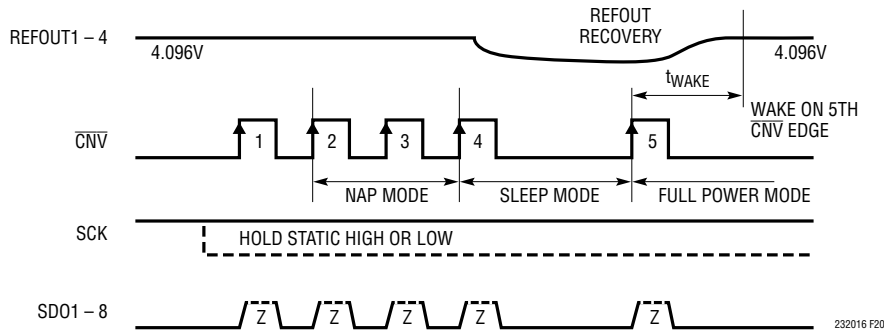 REFOUT
RECOVERY
REFOUT1 – 4
4.096V
4.096V
tWAKE
WAKE ON 5TH
CNV EDGE
CNV
1
2
3
4
5
NAP MODE
SLEEP MODE
FULL POWER MODE
SCK
HOLD STATIC HIGH OR LOW
SDO1 – 8
Z
Z
Z
Z
Z
232016 F20